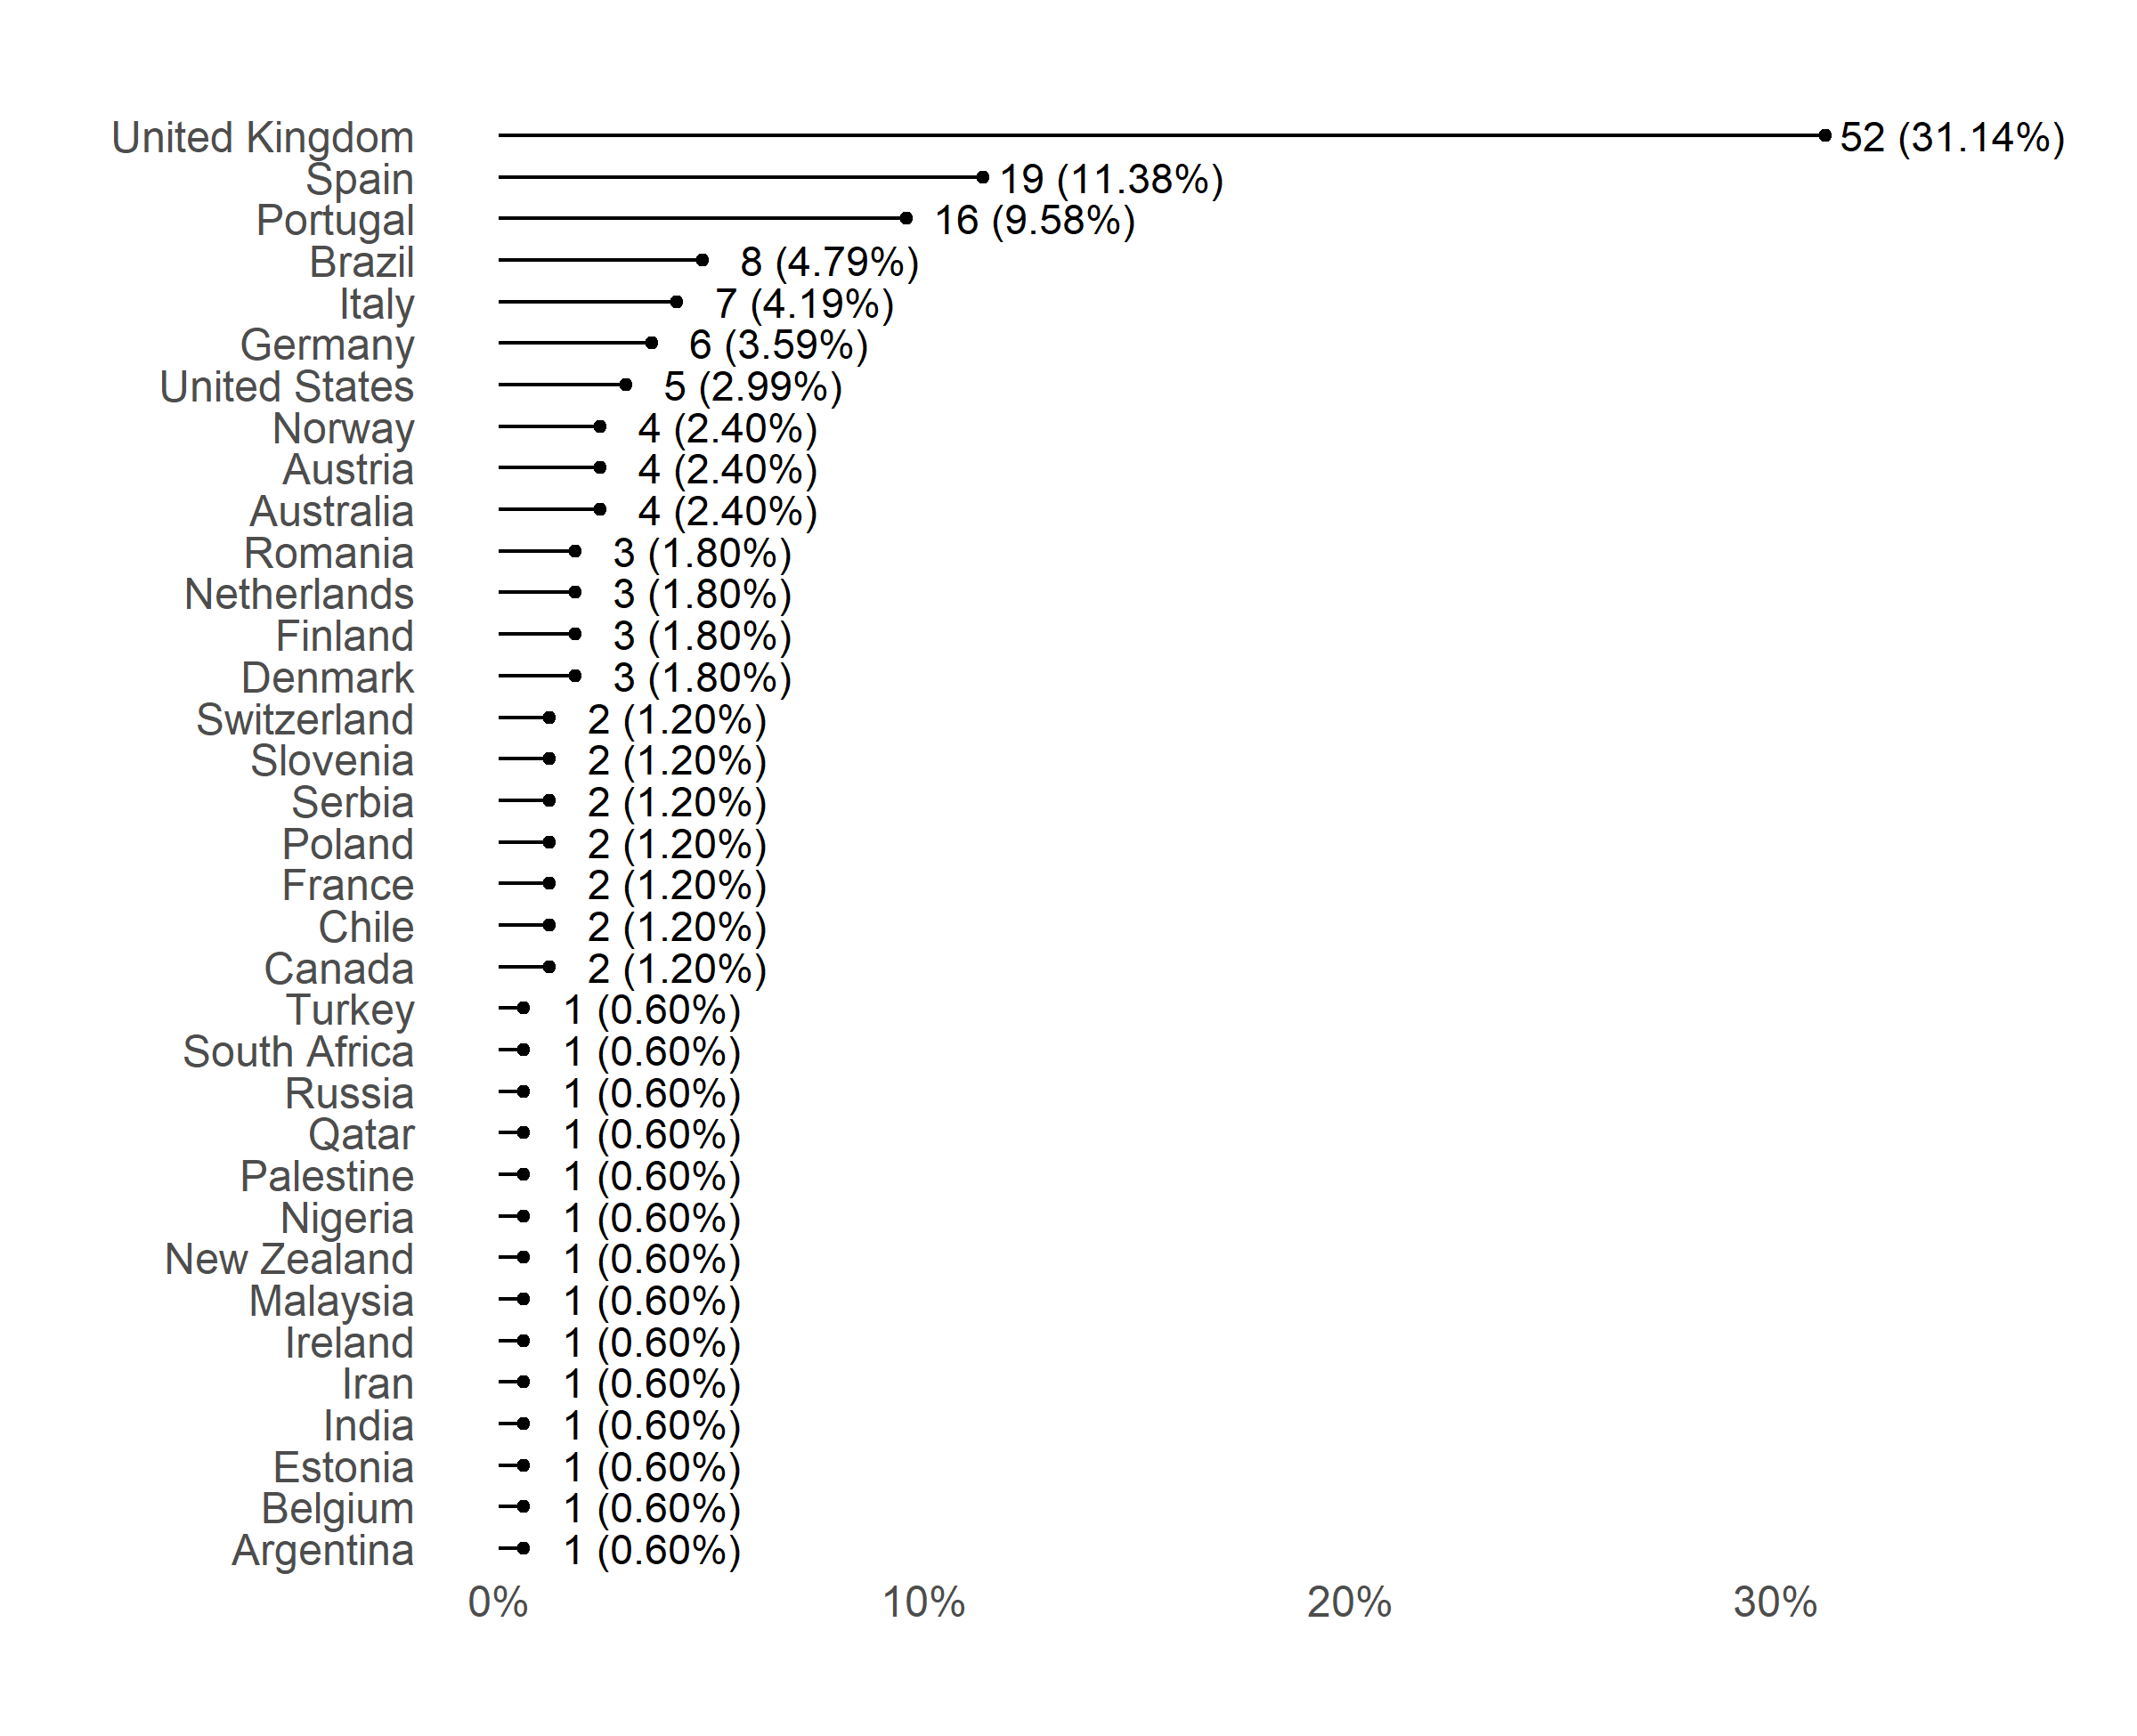 United Kingdom 52 (31.14%)
Spain 19 (11.38%)
Portugal 16 (9.58%)
Brazil 8 (4.79%)
Italy 7 (4.19%)
Germany 6 (3.59%)
United States 5 (2.99%)
Norway 4 (2.40%)
Austria 4 (2.40%)
Australia 4 (2.40%)
Romania 3 (1.80%)
Netherlands 3 (1.80%)
Finland 3 (1.80%)
Denmark 3 (1.80%)
Switzerland 2 (1.20%)
Slovenia 2 (1.20%)
Serbia 2 (1.20%)
Poland 2 (1.20%)
France 2 (1.20%)
Chile 2 (1.20%)
Canada 2 (1.20%)
Turkey 1 (0.60%)
South Africa 1 (0.60%)
Russia 1 (0.60%)
Qatar 1 (0.60%)
Palestine 1 (0.60%)
Nigeria 1 (0.60%)
New Zealand 1 (0.60%)
Malaysia 1 (0.60%)
Ireland 1 (0.60%)
Iran 1 (0.60%)
India 1 (0.60%)
Estonia 1 (0.60%)
Belgium 1 (0.60%)
Argentina 1 (0.60%)
0% 10% 20% 30%